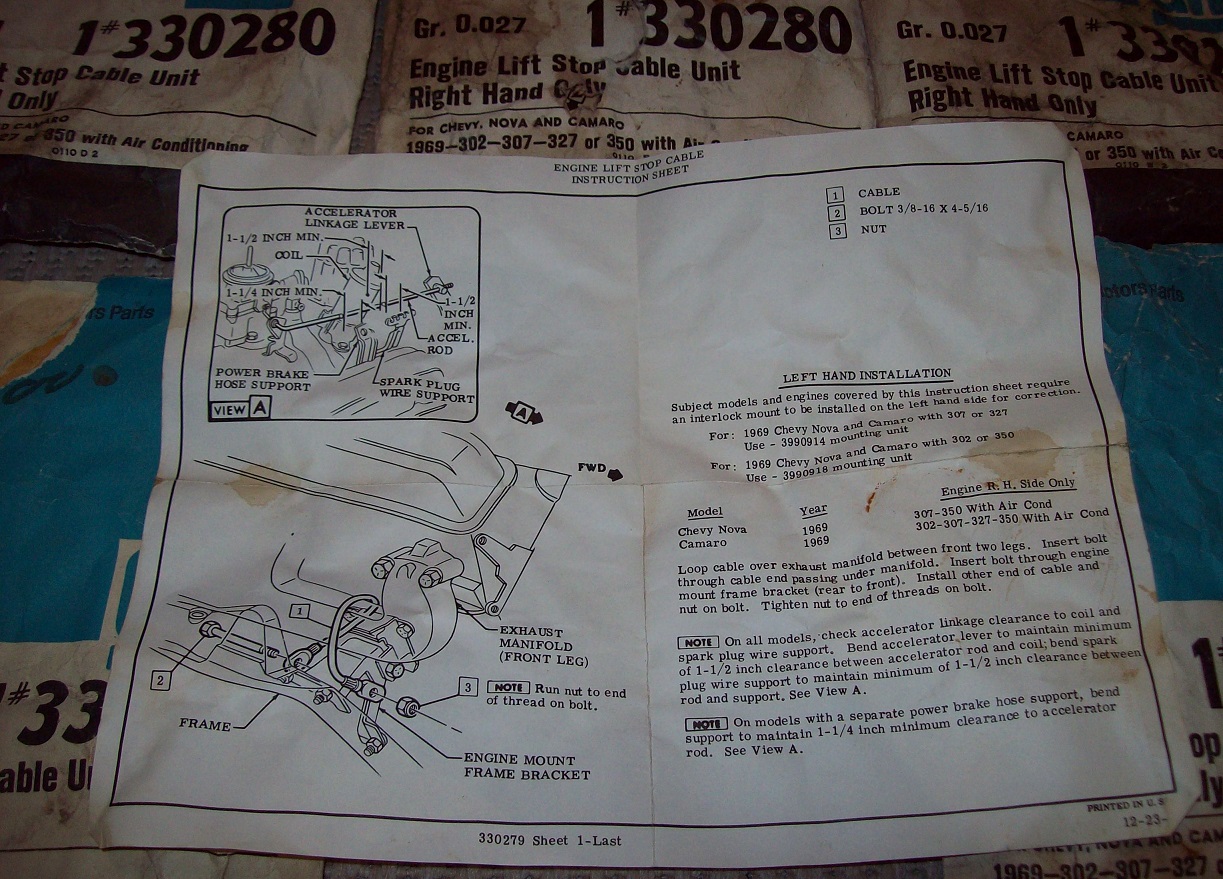 1#330280
t Stop Cable Unit
Only
350 with Air Conditioning
0110 D 2
Gr. 0.027
1#330280
Engine Lift Stop Cable Unit
Right Hand Only
FOR CHEVY, NOVA AND CAMARO
1969-302-307-327 or 350 with
Gr. 0.027
Engine Lift Stop Cable Unit
Right Hand Only
CAMARO
or 350 with Air
rs Parts
otors Parts
ENGINE LIFT STOP CABLE
INSTRUCTION SHEET
ACCELERATOR
LINKAGE LEVER
1-1/2 INCH MIN.
COIL
1-1/4 INCH MIN.
1-1/2
INCH
MIN.
ACCEL.
ROD
POWER BRAKE
HOSE SUPPORT
SPARK PLUG
WIRE SUPPORT
VIEW A
1 CABLE
2 BOLT 3/8-16 X 4-5/16
3 NUT
A
FWD
1
2
3
EXHAUST
MANIFOLD
(FRONT LEG)
NOTE Run nut to end
of thread on bolt.
FRAME
ENGINE MOUNT
FRAME BRACKET
LEFT HAND INSTALLATION
Subject models and engines covered by this instruction sheet require
an interlock mount to be installed on the left hand side for correction.
For: 1969 Chevy Nova and Camaro with 307 or 327
Use - 3990914 mounting unit
For: 1969 Chevy Nova and Camaro with 302 or 350
Use - 3990918 mounting unit
Model Year Engine R. H. Side Only
Chevy Nova 1969 307-350 With Air Cond
Camaro 1969 302-307-327-350 With Air Cond
Loop cable over exhaust manifold between front two legs. Insert bolt
through cable end passing under manifold. Insert bolt through engine
mount frame bracket (rear to front). Install other end of cable and
nut on bolt. Tighten nut to end of threads on bolt.
NOTE On all models, check accelerator linkage clearance to coil and
spark plug wire support. Bend accelerator lever to maintain minimum
of 1-1/2 inch clearance between accelerator rod and coil; bend spark
plug wire support to maintain minimum of 1-1/2 inch clearance between
rod and support. See View A.
NOTE On models with a separate power brake hose support, bend
support to maintain 1-1/4 inch minimum clearance to accelerator
rod. See View A.
PRINTED IN U. S.
12-23-
330279 Sheet 1-Last
#33
able U
1969-302-307-327